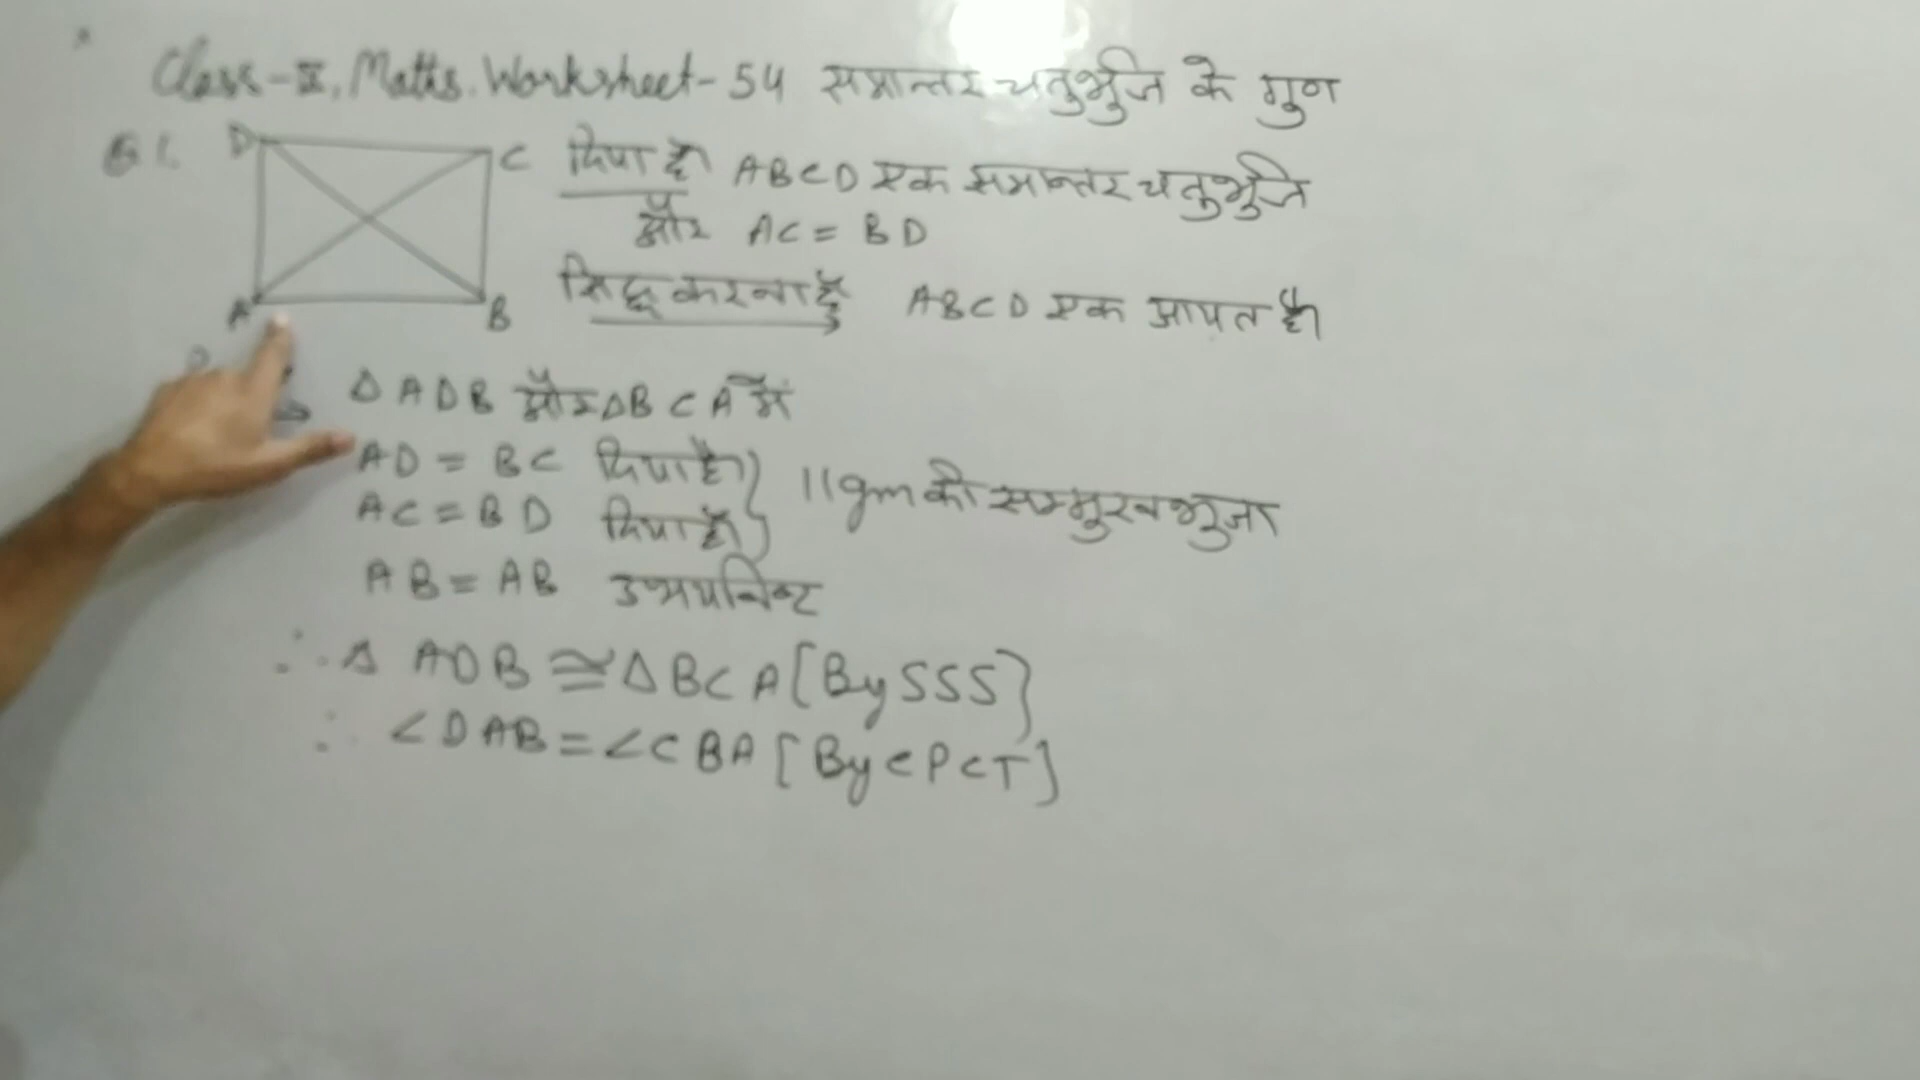 Class-IX, Maths. Worksheet-54 समान्तर चतुर्भुज के गुण
Q1.
D
C
A
B
दिया है। ABCD एक समान्तर चतुर्भुज
और AC = BD
सिद्ध करना है ABCD एक आयत है।
Δ ADB और Δ BCA में
AD = BC दिया है। } ||gm की सम्मुख भुजा
AC = BD दिया है।
AB = AB उभयनिष्ट
∴ Δ ADB ≅ Δ BCA [By SSS}
∴ ∠DAB = ∠CBA [By CPCT]